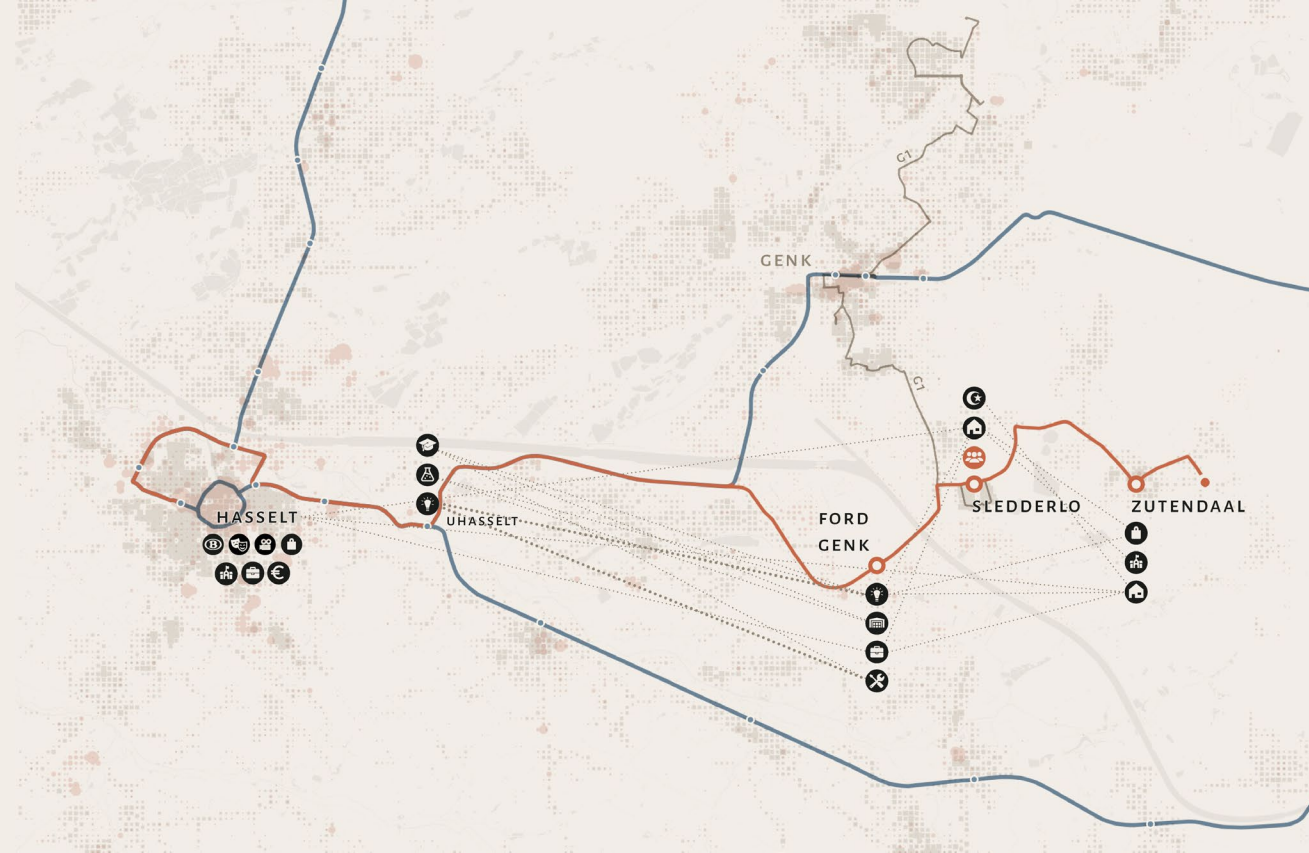 G1
GENK
G1
HASSELT
UHASSELT
FORD
GENK
SLEDDERLO
ZUTENDAAL
B
€